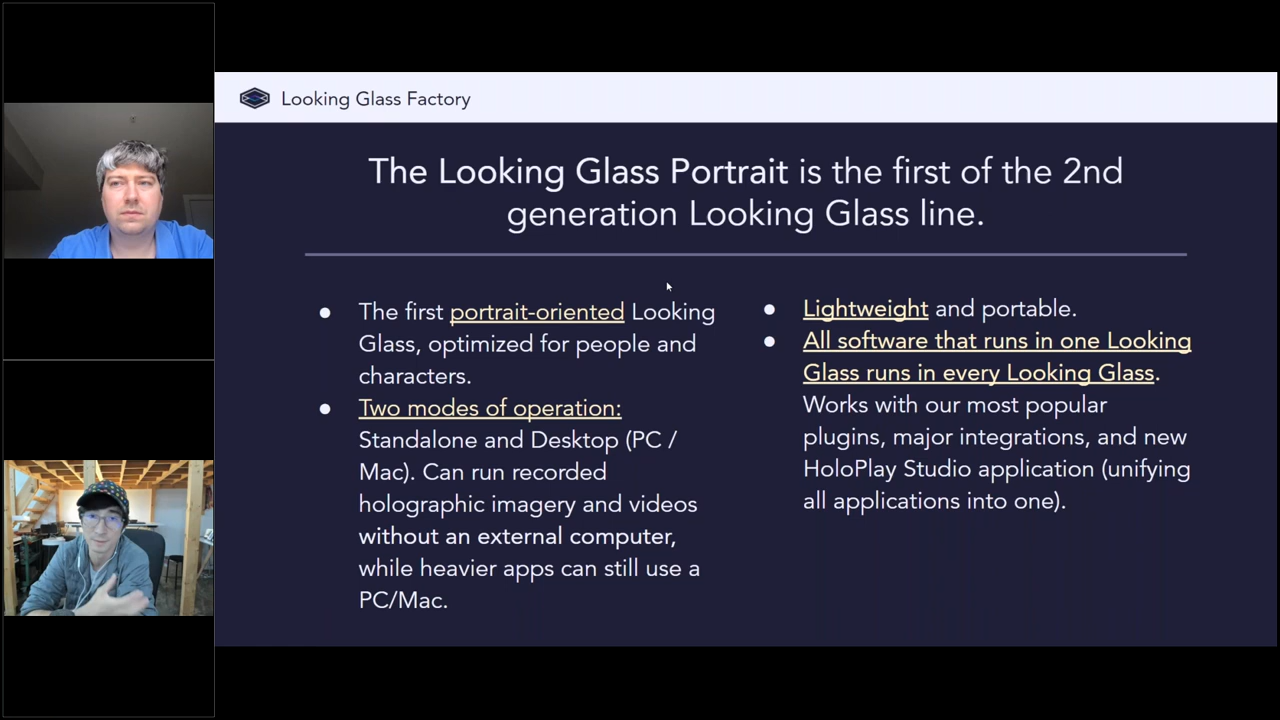 Looking Glass Factory
The Looking Glass Portrait is the first of the 2nd
generation Looking Glass line.
● The first portrait-oriented Looking
Glass, optimized for people and
characters.
● Two modes of operation:
Standalone and Desktop (PC /
Mac). Can run recorded
holographic imagery and videos
without an external computer,
while heavier apps can still use a
PC/Mac.
● Lightweight and portable.
● All software that runs in one Looking
Glass runs in every Looking Glass.
Works with our most popular
plugins, major integrations, and new
HoloPlay Studio application (unifying
all applications into one).